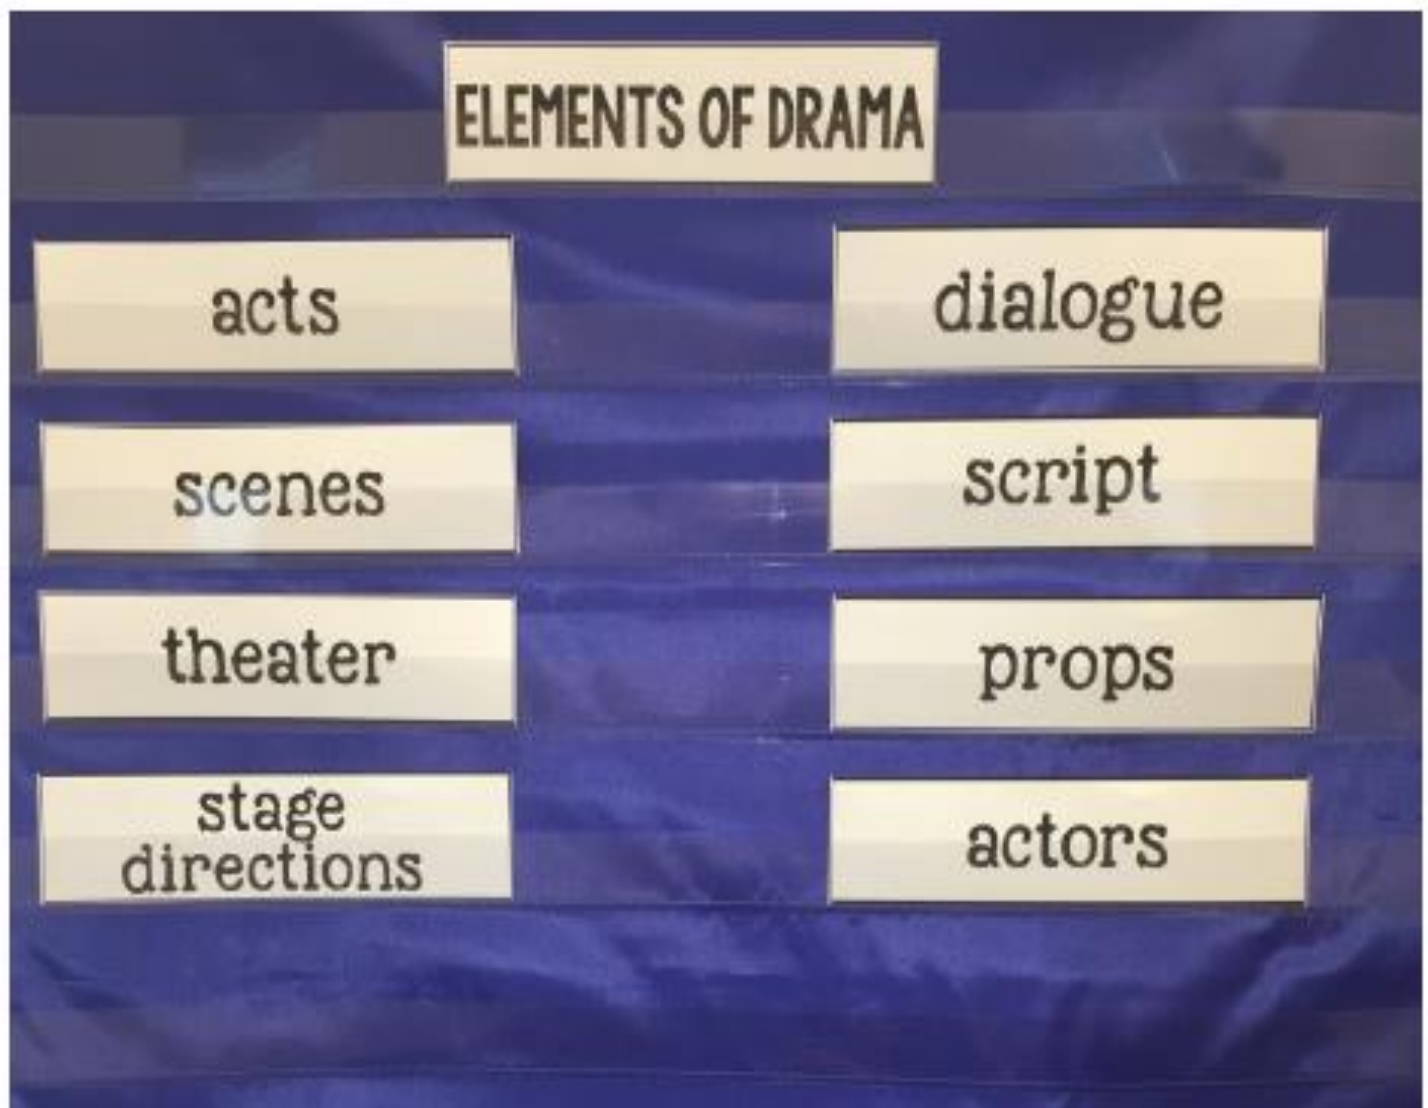 ELEMENTS OF DRAMA
acts
dialogue
scenes
script
theater
props
stage
directions
actors